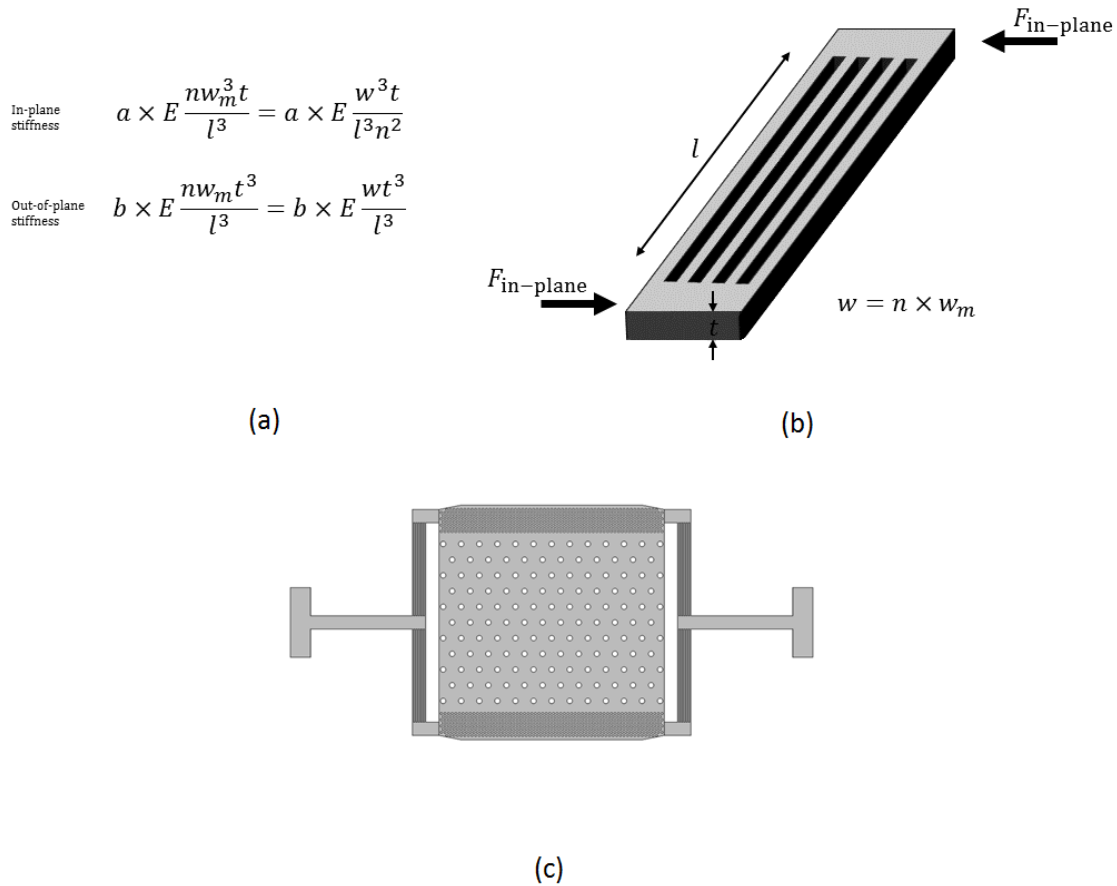 In-plane stiffness a × E nw_m^3 t / l^3 = a × E w^3 t / l^3 n^2
Out-of-plane stiffness b × E nw_m t^3 / l^3 = b × E wt^3 / l^3
F_in−plane
l
F_in−plane
t
w = n × w_m
(a)
(b)
(c)